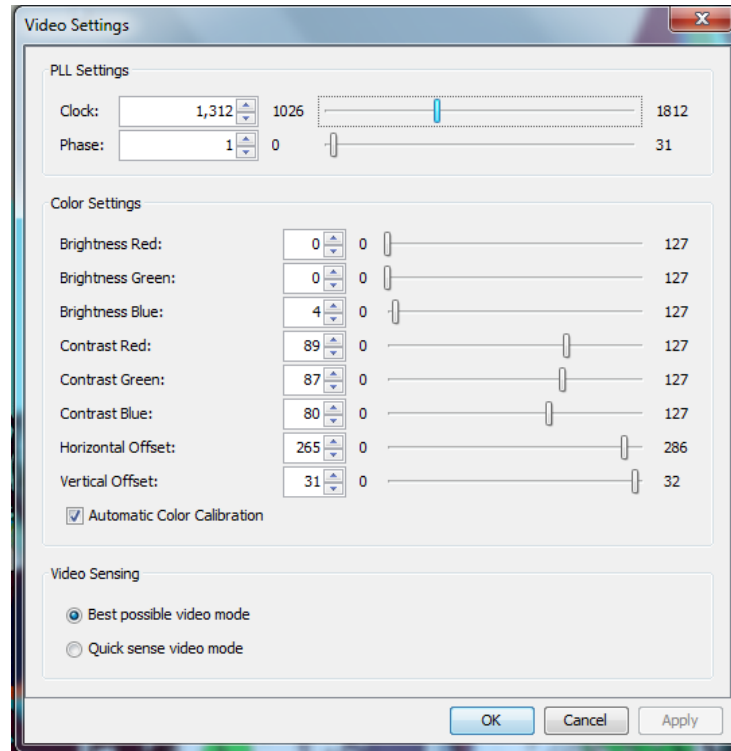 Video Settings
PLL Settings
Clock: 1,312 1026 1812
Phase: 1 0 31
Color Settings
Brightness Red: 0 0 127
Brightness Green: 0 0 127
Brightness Blue: 4 0 127
Contrast Red: 89 0 127
Contrast Green: 87 0 127
Contrast Blue: 80 0 127
Horizontal Offset: 265 0 286
Vertical Offset: 31 0 32
Automatic Color Calibration
Video Sensing
Best possible video mode
Quick sense video mode
OK Cancel Apply